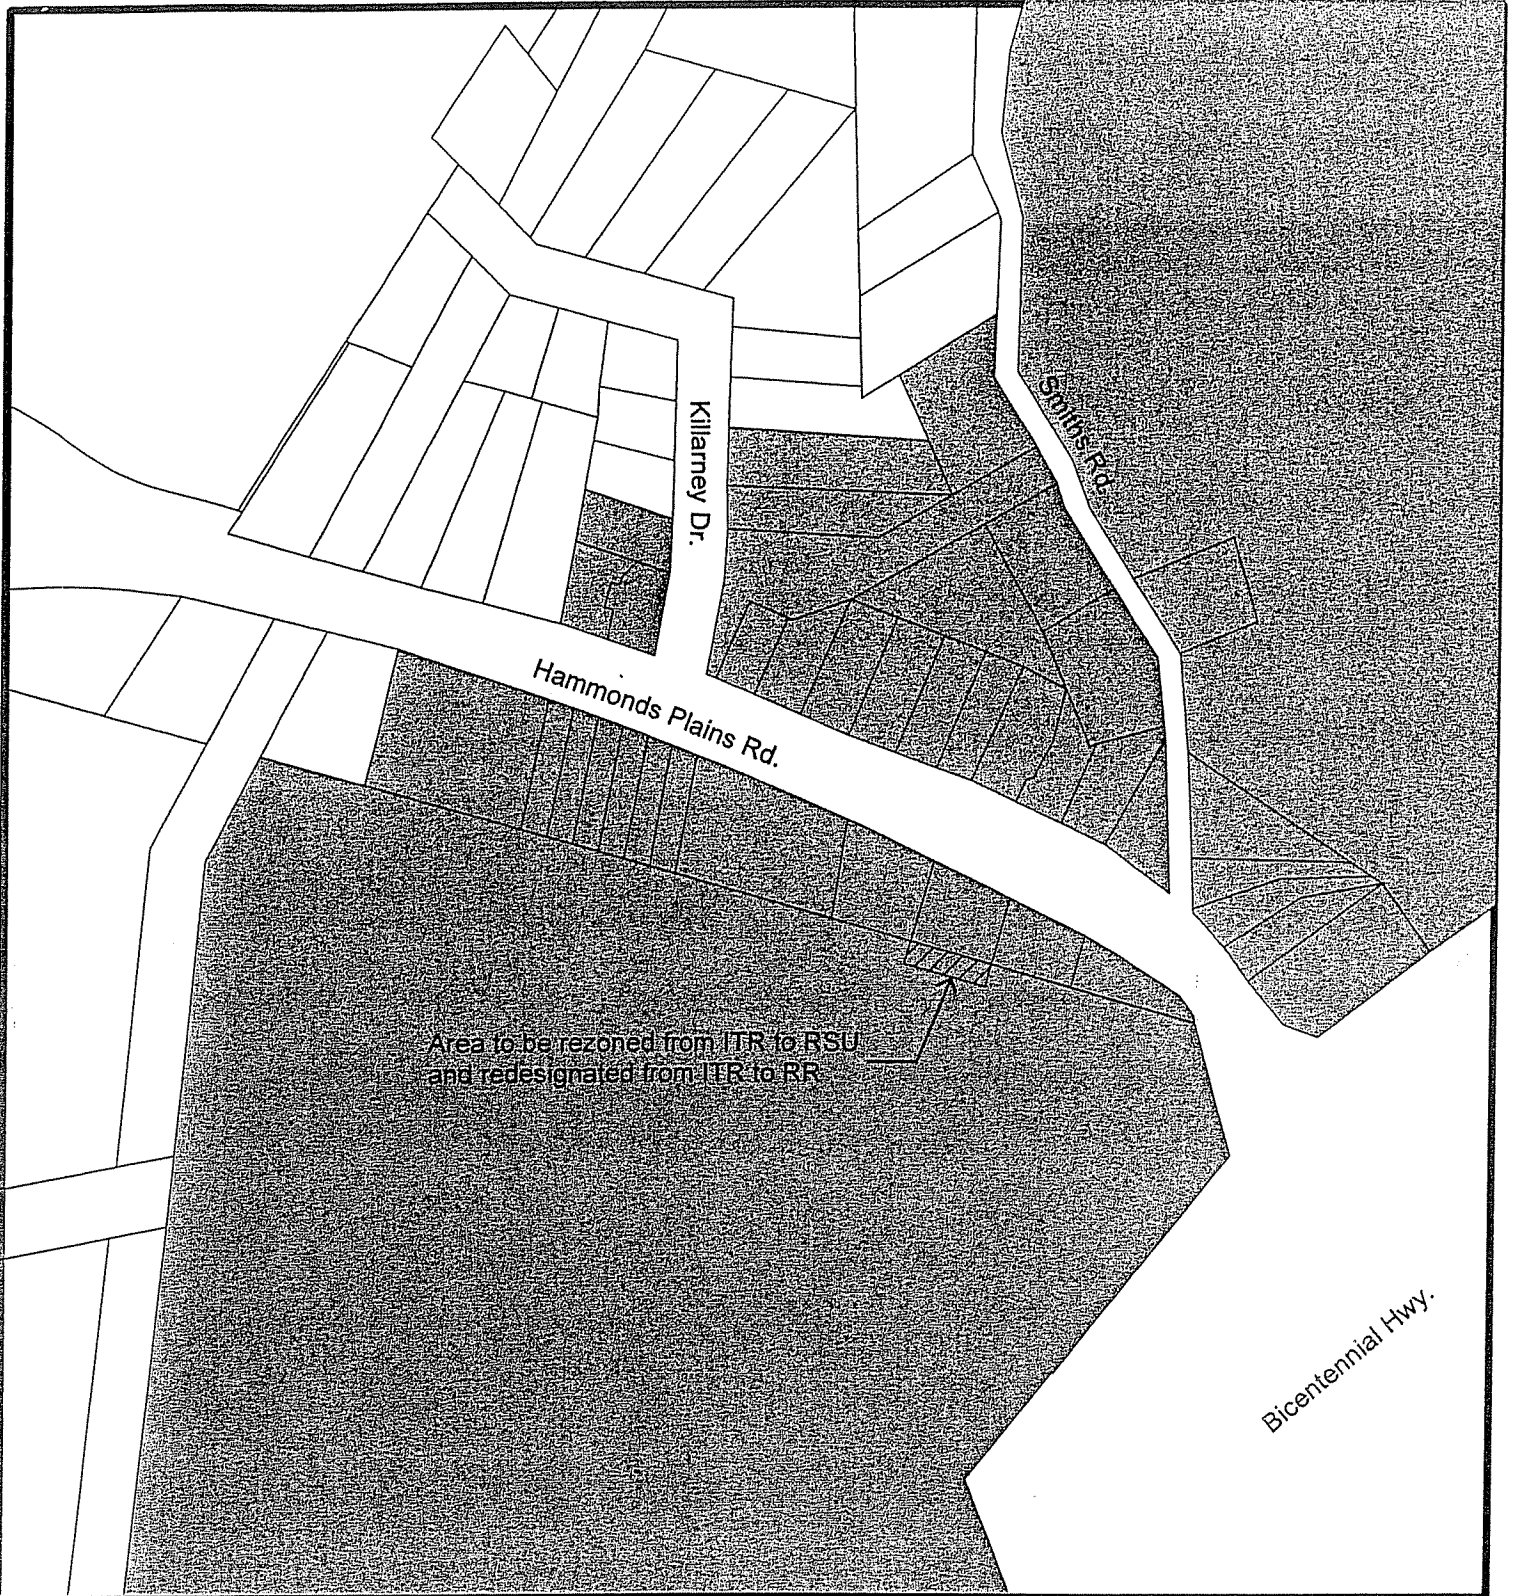 Smiths Rd.
Killarney Dr.
Hammonds Plains Rd.
Area to be rezoned from ITR to RSU
and redesignated from ITR to RR
Bicentennial Hwy.